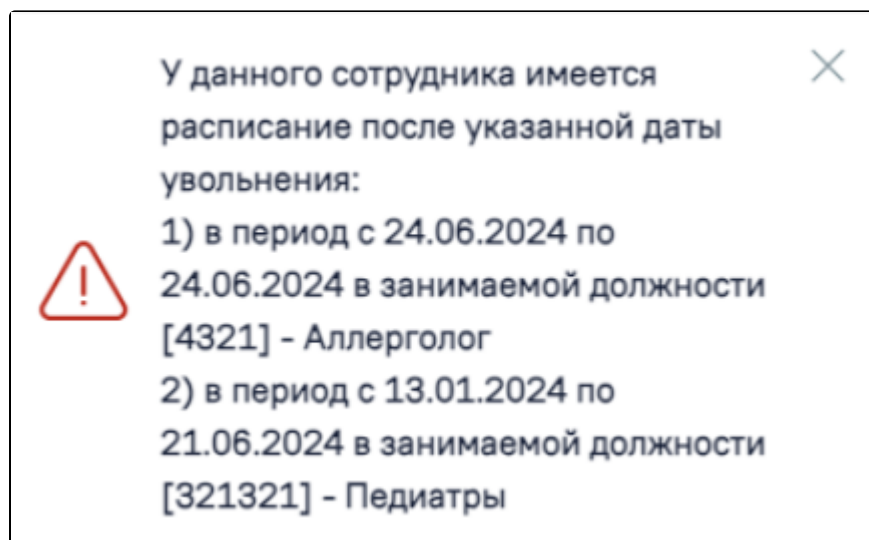 У данного сотрудника имеется
расписание после указанной даты
увольнения:
1) в период с 24.06.2024 по
24.06.2024 в занимаемой должности
[4321] - Аллерголог
2) в период с 13.01.2024 по
21.06.2024 в занимаемой должности
[321321] - Педиатры